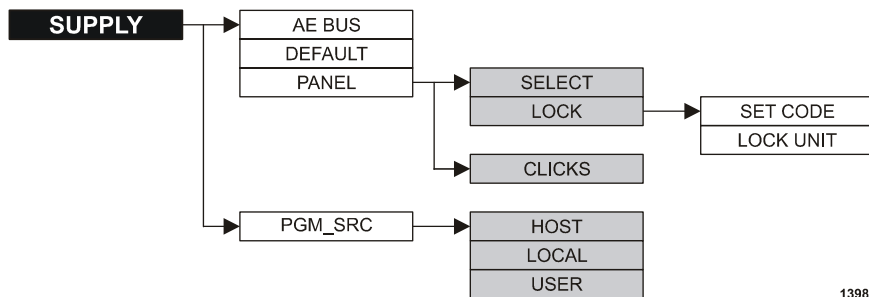 SUPPLY
AE BUS
DEFAULT
PANEL
SELECT
LOCK
SET CODE
LOCK UNIT
CLICKS
PGM_SRC
HOST
LOCAL
USER
1398